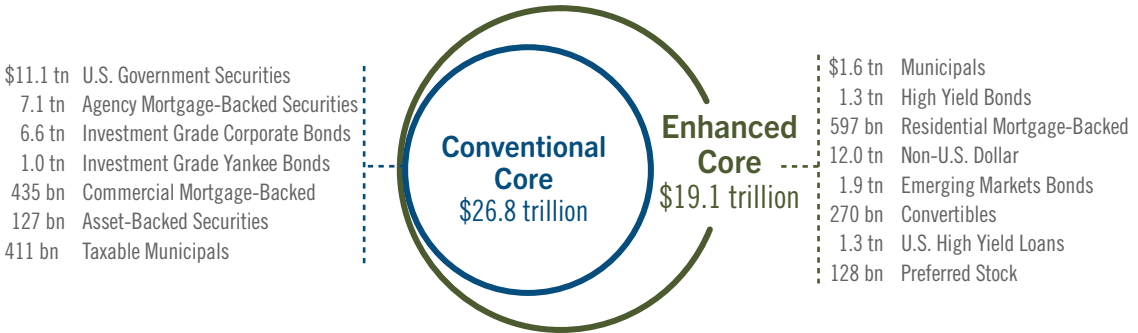 $11.1 tn U.S. Government Securities
7.1 tn Agency Mortgage-Backed Securities
6.6 tn Investment Grade Corporate Bonds
1.0 tn Investment Grade Yankee Bonds
435 bn Commercial Mortgage-Backed
127 bn Asset-Backed Securities
411 bn Taxable Municipals
Conventional
Core
$26.8 trillion
Enhanced
Core
$19.1 trillion
$1.6 tn Municipals
1.3 tn High Yield Bonds
597 bn Residential Mortgage-Backed
12.0 tn Non-U.S. Dollar
1.9 tn Emerging Markets Bonds
270 bn Convertibles
1.3 tn U.S. High Yield Loans
128 bn Preferred Stock